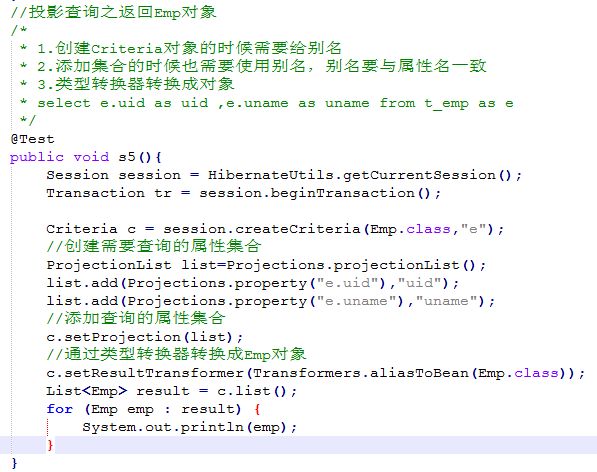 //投影查询之返回Emp对象
/*
 * 1.创建Criteria对象的时候需要给别名
 * 2.添加集合的时候也需要使用别名，别名要与属性名一致
 * 3.类型转换器转换成对象
 * select e.uid as uid ,e.uname as uname from t_emp as e
 */
@Test
public void s5(){
    Session session = HibernateUtils.getCurrentSession();
    Transaction tr = session.beginTransaction();
    Criteria c = session.createCriteria(Emp.class,"e");
    //创建需要查询的属性集合
    ProjectionList list=Projections.projectionList();
    list.add(Projections.property("e.uid"),"uid");
    list.add(Projections.property("e.uname"),"uname");
    //添加查询的属性集合
    c.setProjection(list);
    //通过类型转换器转换成Emp对象
    c.setResultTransformer(Transformers.aliasToBean(Emp.class));
    List<Emp> result = c.list();
    for (Emp emp : result) {
        System.out.println(emp);
    }
}